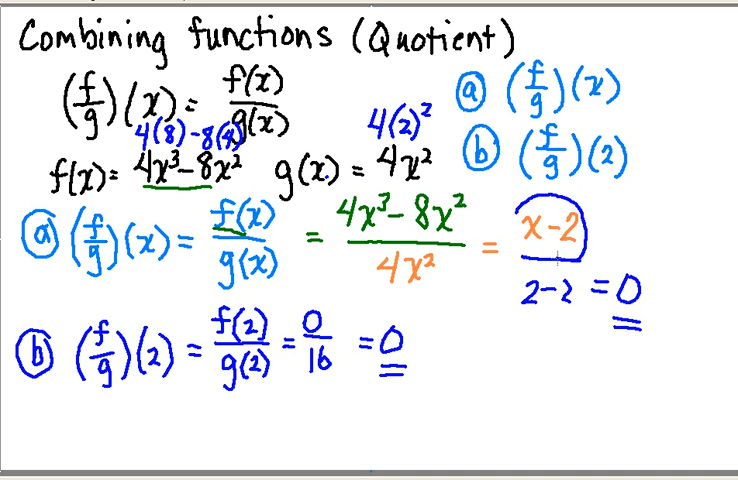 Combining functions (Quotient)
(f/g)(x) = f(x)/g(x)
ⓐ (f/g)(x)
4(8)-8(4)
4(2)²
f(x) = 4x³-8x² g(x) = 4x²
ⓑ (f/g)(2)
ⓐ (f/g)(x) = f(x)/g(x) = 4x³-8x²/4x² = x-2
2-2 = 0
ⓑ (f/g)(2) = f(2)/g(2) = 0/16 = 0